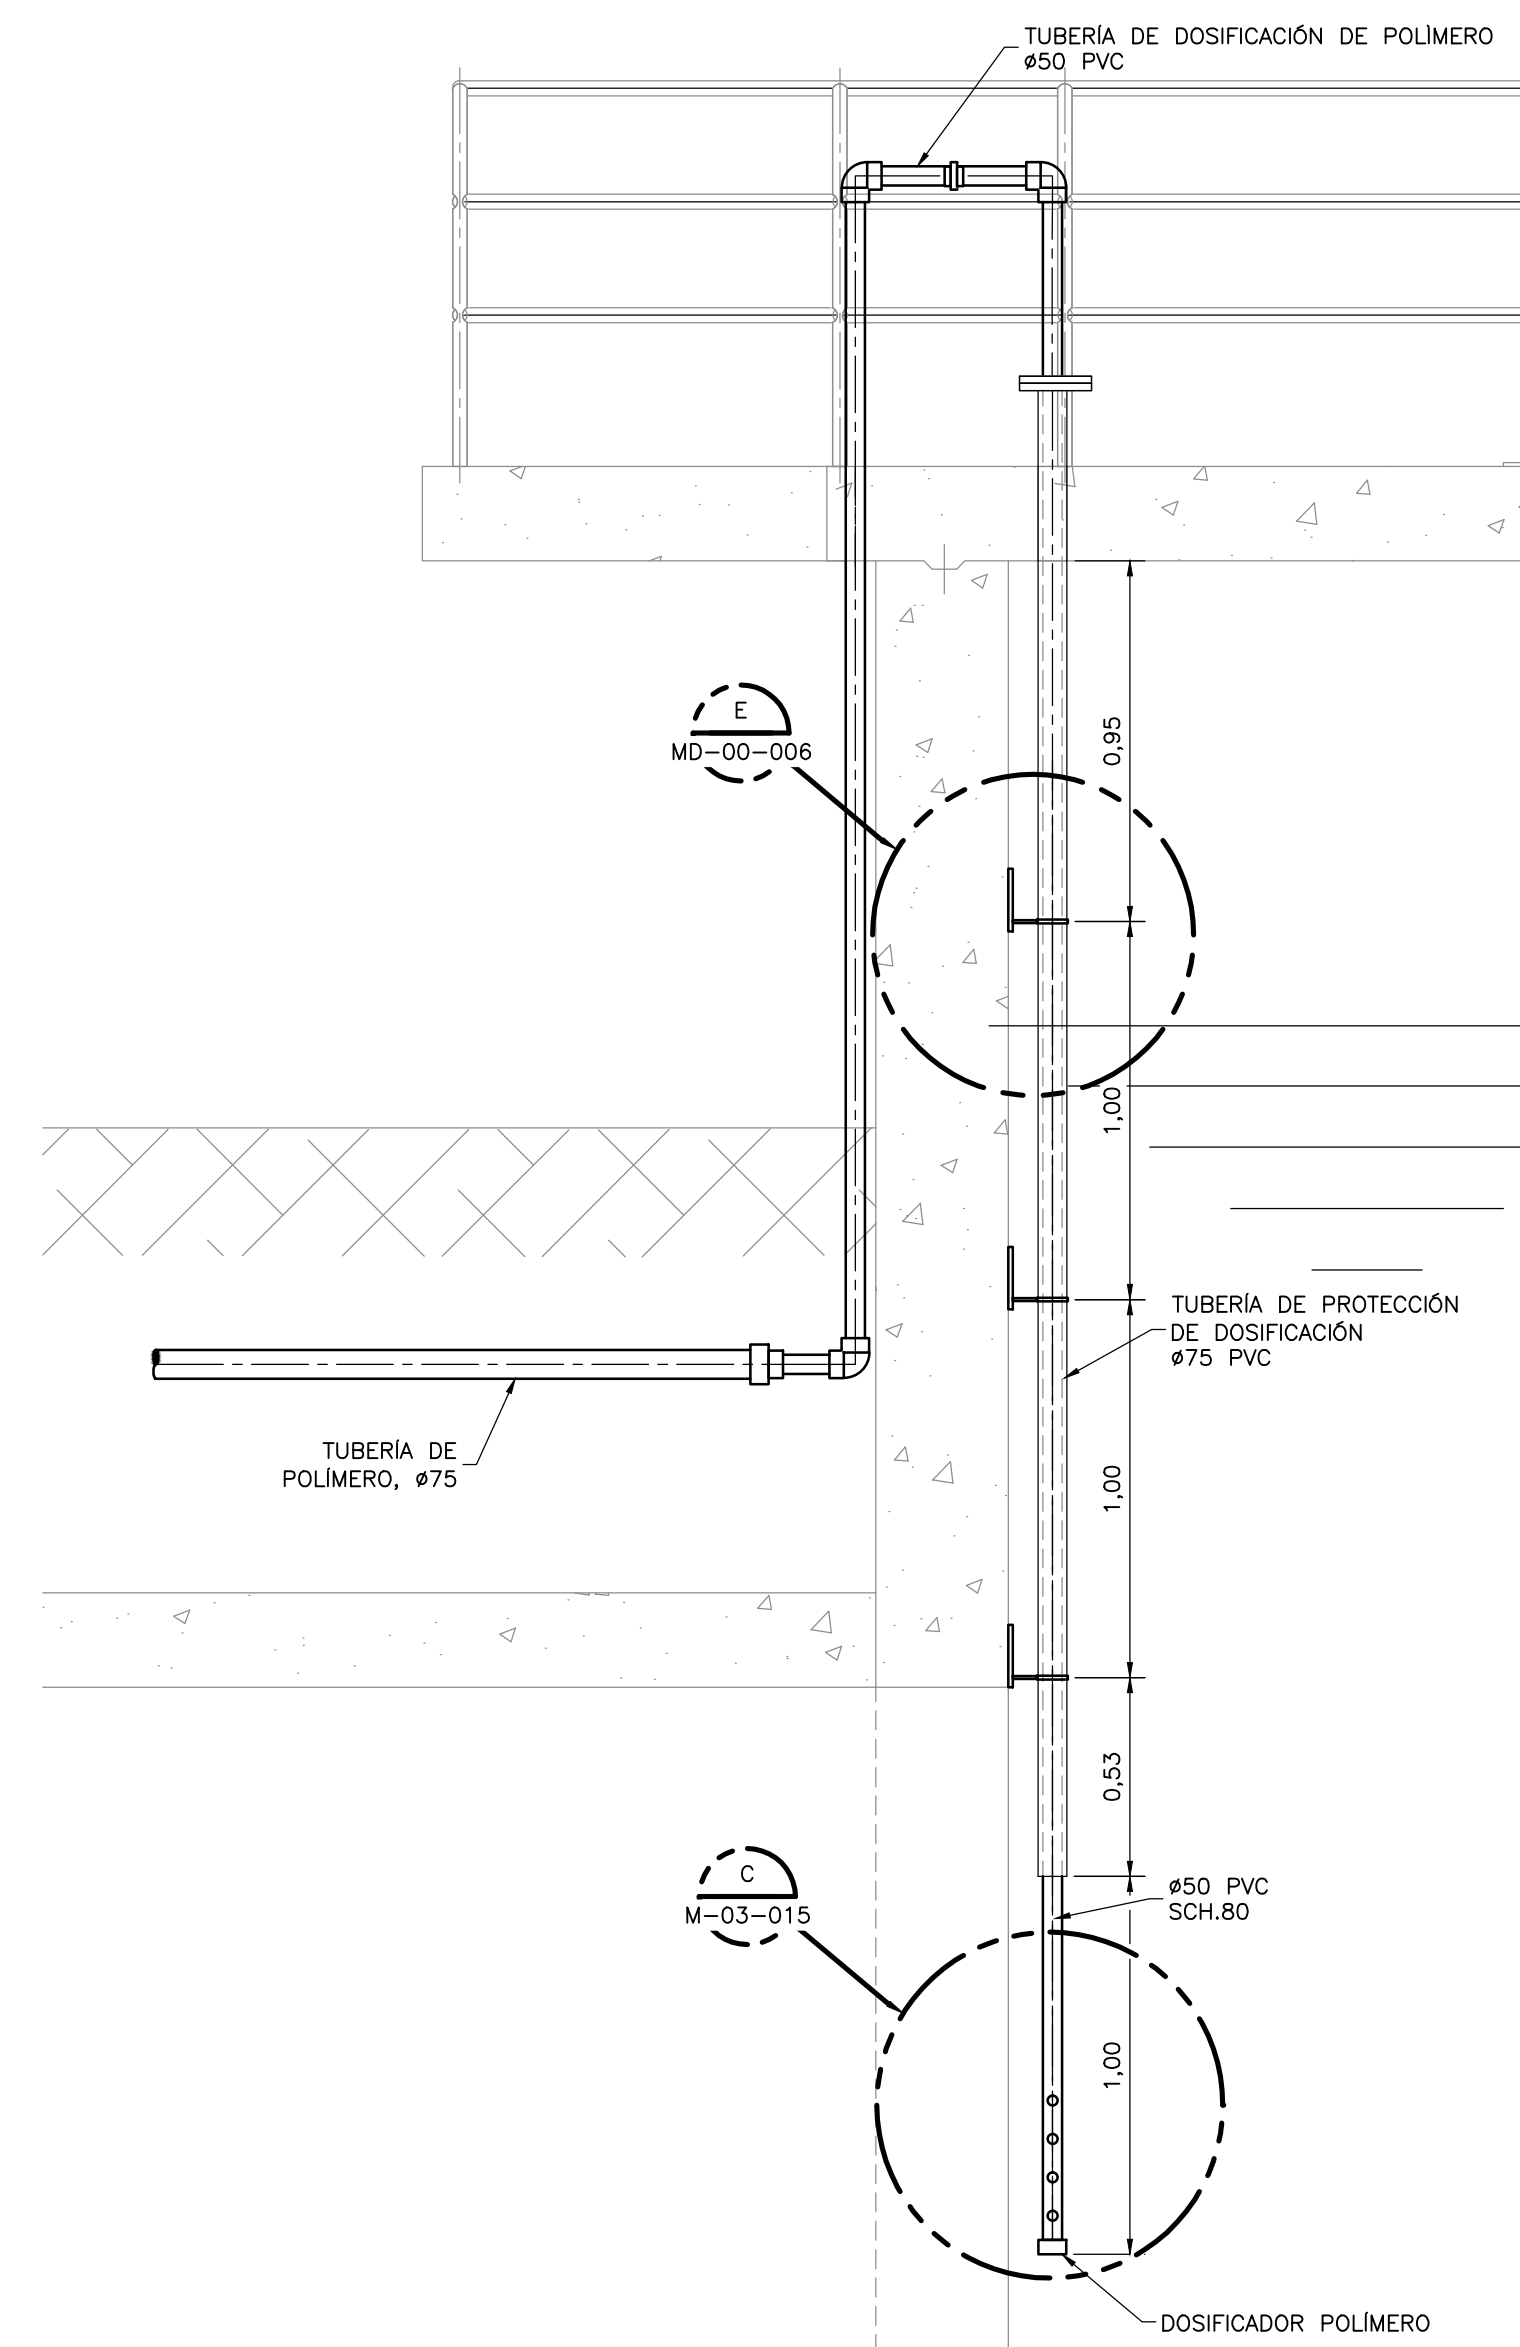 TUBERÍA DE DOSIFICACIÓN DE POLÌMERO
ø50 PVC
E
MD-00-006
0,95
1,00
TUBERÍA DE PROTECCIÓN
DE DOSIFICACIÓN
ø75 PVC
TUBERÍA DE
POLÍMERO, ø75
1,00
0,53
C
M-03-015
ø50 PVC
SCH.80
1,00
DOSIFICADOR POLÍMERO